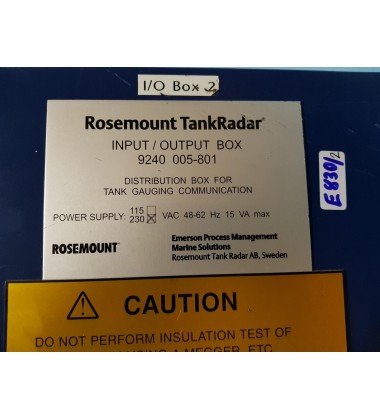 I/O Box 2
Rosemount TankRadar®
INPUT / OUTPUT BOX
9240 005-801
DISTRIBUTION BOX FOR
TANK GAUGING COMMUNICATION
115
POWER SUPPLY: 230 VAC 48-62 Hz 15 VA max
E 839/2
ROSEMOUNT®
Emerson Process Management
Marine Solutions
Rosemount Tank Radar AB, Sweden
CAUTION
DO NOT PERFORM INSULATION TEST OF
A MEGGER, ETC